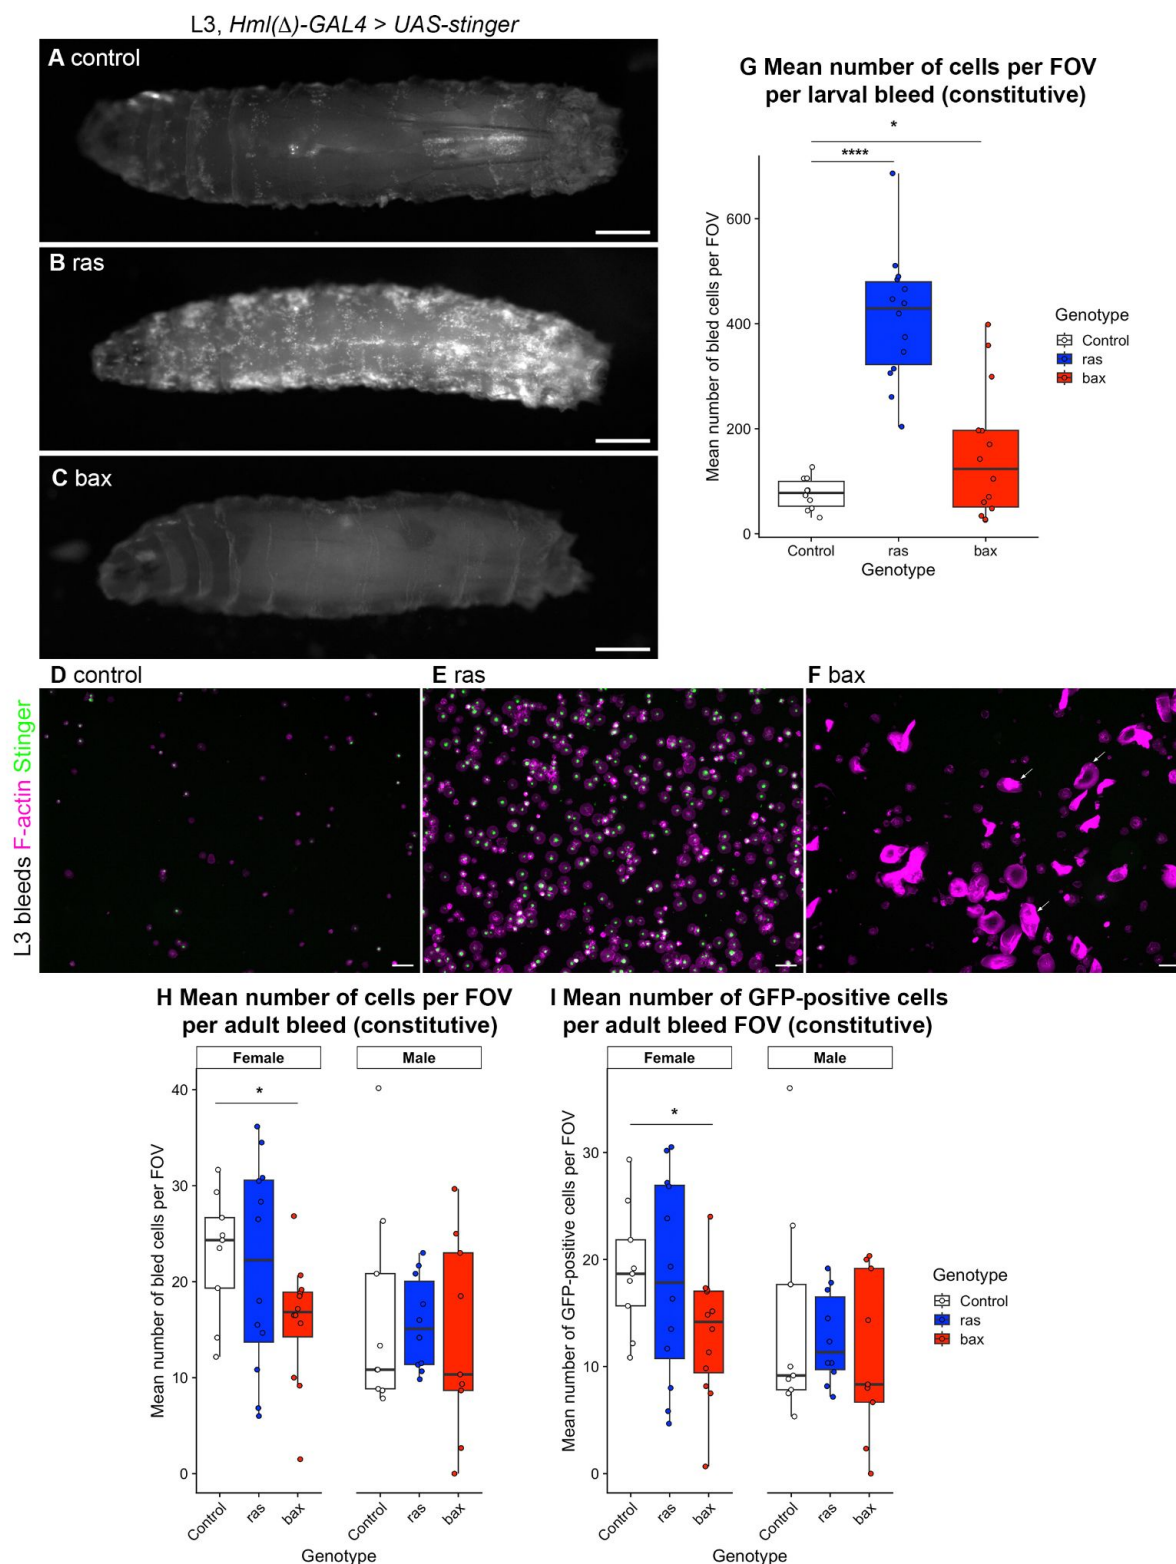 L3, Hml(Δ)-GAL4 > UAS-stinger
A control
B ras
C bax
G Mean number of cells per FOV
per larval bleed (constitutive)
*
****
Mean number of bled cells per FOV
600
400
200
0
Control
ras
bax
Genotype
Genotype
Control
ras
bax
L3 bleeds F-actin Stinger
D control
E ras
F bax
H Mean number of cells per FOV
per adult bleed (constitutive)
Female
Male
*
Mean number of bled cells per FOV
40
30
20
10
0
Control
ras
bax
Control
ras
bax
Genotype
I Mean number of GFP-positive cells
per adult bleed FOV (constitutive)
Female
Male
*
Mean number of GFP-positive cells per FOV
30
20
10
0
Control
ras
bax
Control
ras
bax
Genotype
Genotype
Control
ras
bax